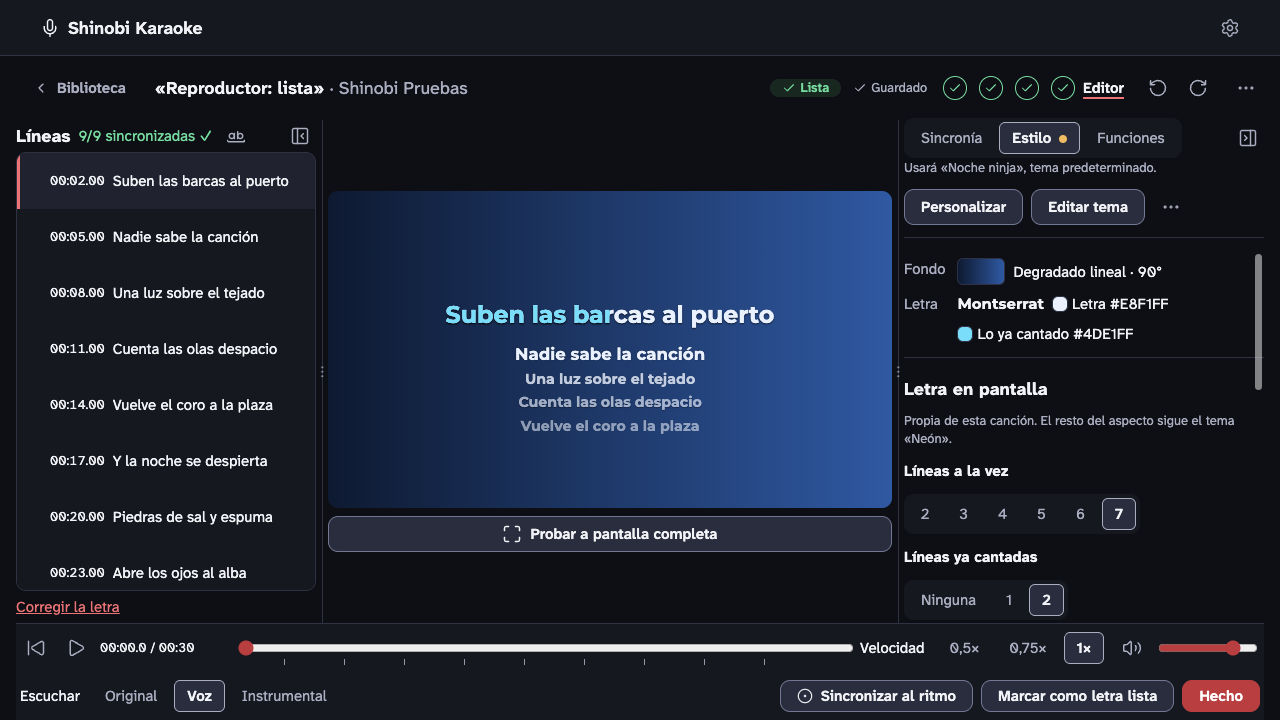 Shinobi Karaoke
Biblioteca
«Reproductor: lista» · Shinobi Pruebas
Lista
Guardado
Editor
Líneas 9/9 sincronizadas
ab
00:02.00 Suben las barcas al puerto
00:05.00 Nadie sabe la canción
00:08.00 Una luz sobre el tejado
00:11.00 Cuenta las olas despacio
00:14.00 Vuelve el coro a la plaza
00:17.00 Y la noche se despierta
00:20.00 Piedras de sal y espuma
00:23.00 Abre los ojos al alba
Corregir la letra
Suben las barcas al puerto
Nadie sabe la canción
Una luz sobre el tejado
Cuenta las olas despacio
Vuelve el coro a la plaza
Probar a pantalla completa
Sincronía Estilo Funciones
Usará «Noche ninja», tema predeterminado.
Personalizar Editar tema
Fondo Degradado lineal · 90°
Letra Montserrat Letra #E8F1FF
Lo ya cantado #4DE1FF
Letra en pantalla
Propia de esta canción. El resto del aspecto sigue el tema
«Neón».
Líneas a la vez
2 3 4 5 6 7
Líneas ya cantadas
Ninguna 1 2
00:00.0 / 00:30
Velocidad 0,5x 0,75x 1x
Escuchar Original Voz Instrumental
Sincronizar al ritmo
Marcar como letra lista
Hecho